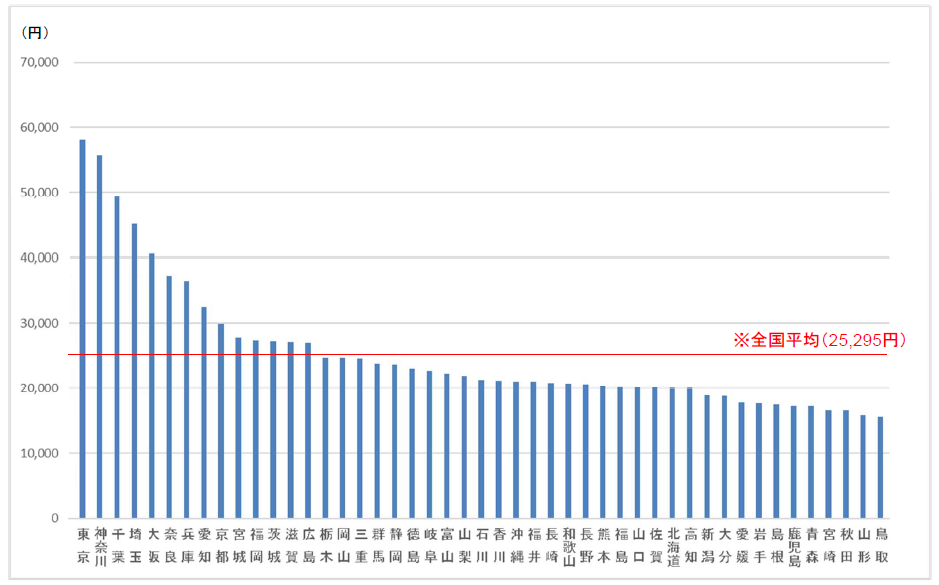 (円)
70,000
60,000
50,000
40,000
30,000
20,000
10,000
0
※全国平均(25,295円)
東京
神奈川
千葉
埼玉
大阪
奈良
兵庫
愛知
京都
宮城
福岡
茨城
滋賀
広島
栃木
岡山
三重
群馬
静岡
徳島
岐阜
富山
山梨
石川
香川
沖縄
福井
長崎
和歌山
長野
熊本
福島
山口
佐賀
北海道
高知
新潟
大分
愛媛
岩手
島根
鹿児島
青森
宮崎
秋田
山形
鳥取